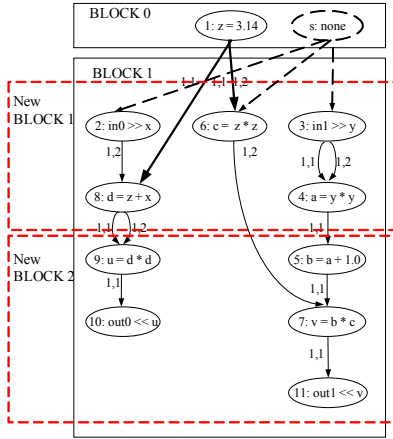 BLOCK 0
1: z = 3.14
s: none
BLOCK 1
1,1
1,1
1,2
New
BLOCK 1
2: in0 >> x
6: c = z * z
3: in1 >> y
1,2
1,2
1,1
1,2
8: d = z + x
4: a = y * y
1,1
1,2
1,1
New
BLOCK 2
9: u = d * d
5: b = a + 1.0
1,1
1,1
10: out0 << u
7: v = b * c
1,1
11: out1 << v